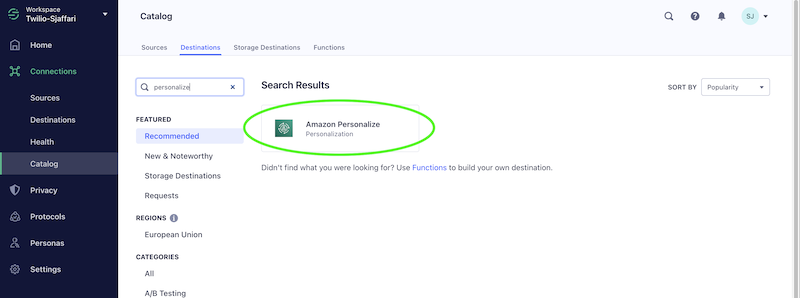 Workspace
Twilio-Sjaffari
Home
Connections
Sources
Destinations
Health
Catalog
Privacy
Protocols
Personas
Settings
Catalog
SJ
Sources Destinations Storage Destinations Functions
personalize
FEATURED
Recommended
New & Noteworthy
Storage Destinations
Requests
REGIONS
European Union
CATEGORIES
All
A/B Testing
Search Results
SORT BY Popularity
Amazon Personalize
Personalization
Didn't find what you were looking for? Use Functions to build your own destination.